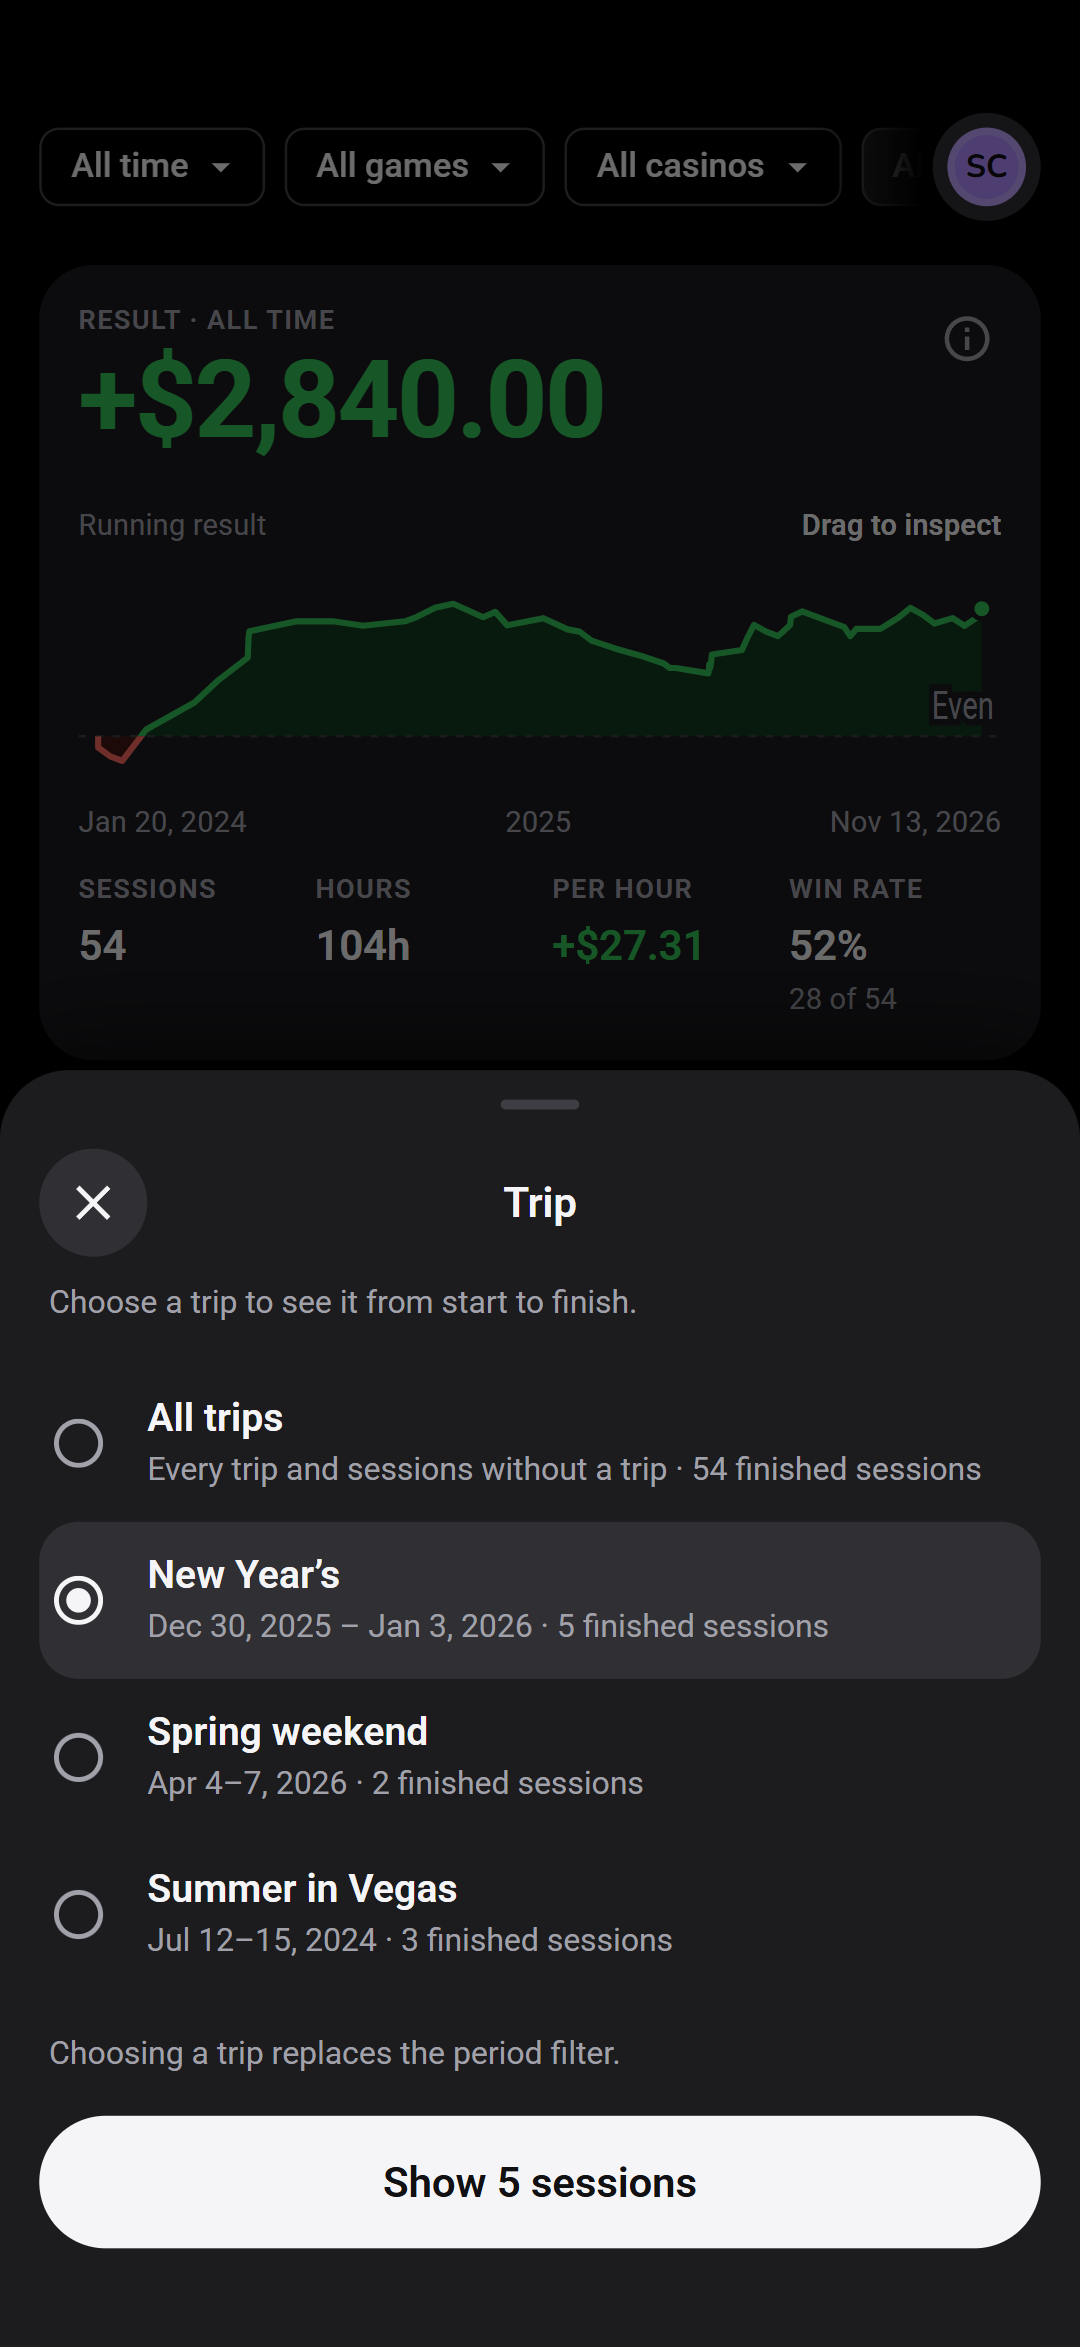 All time
All games
All casinos
SC
RESULT · ALL TIME
+$2,840.00
Running result
Drag to inspect
Even
Jan 20, 2024
2025
Nov 13, 2026
SESSIONS
HOURS
PER HOUR
WIN RATE
54
104h
+$27.31
52%
28 of 54
Trip
Choose a trip to see it from start to finish.
All trips
Every trip and sessions without a trip · 54 finished sessions
New Year’s
Dec 30, 2025 – Jan 3, 2026 · 5 finished sessions
Spring weekend
Apr 4–7, 2026 · 2 finished sessions
Summer in Vegas
Jul 12–15, 2024 · 3 finished sessions
Choosing a trip replaces the period filter.
Show 5 sessions